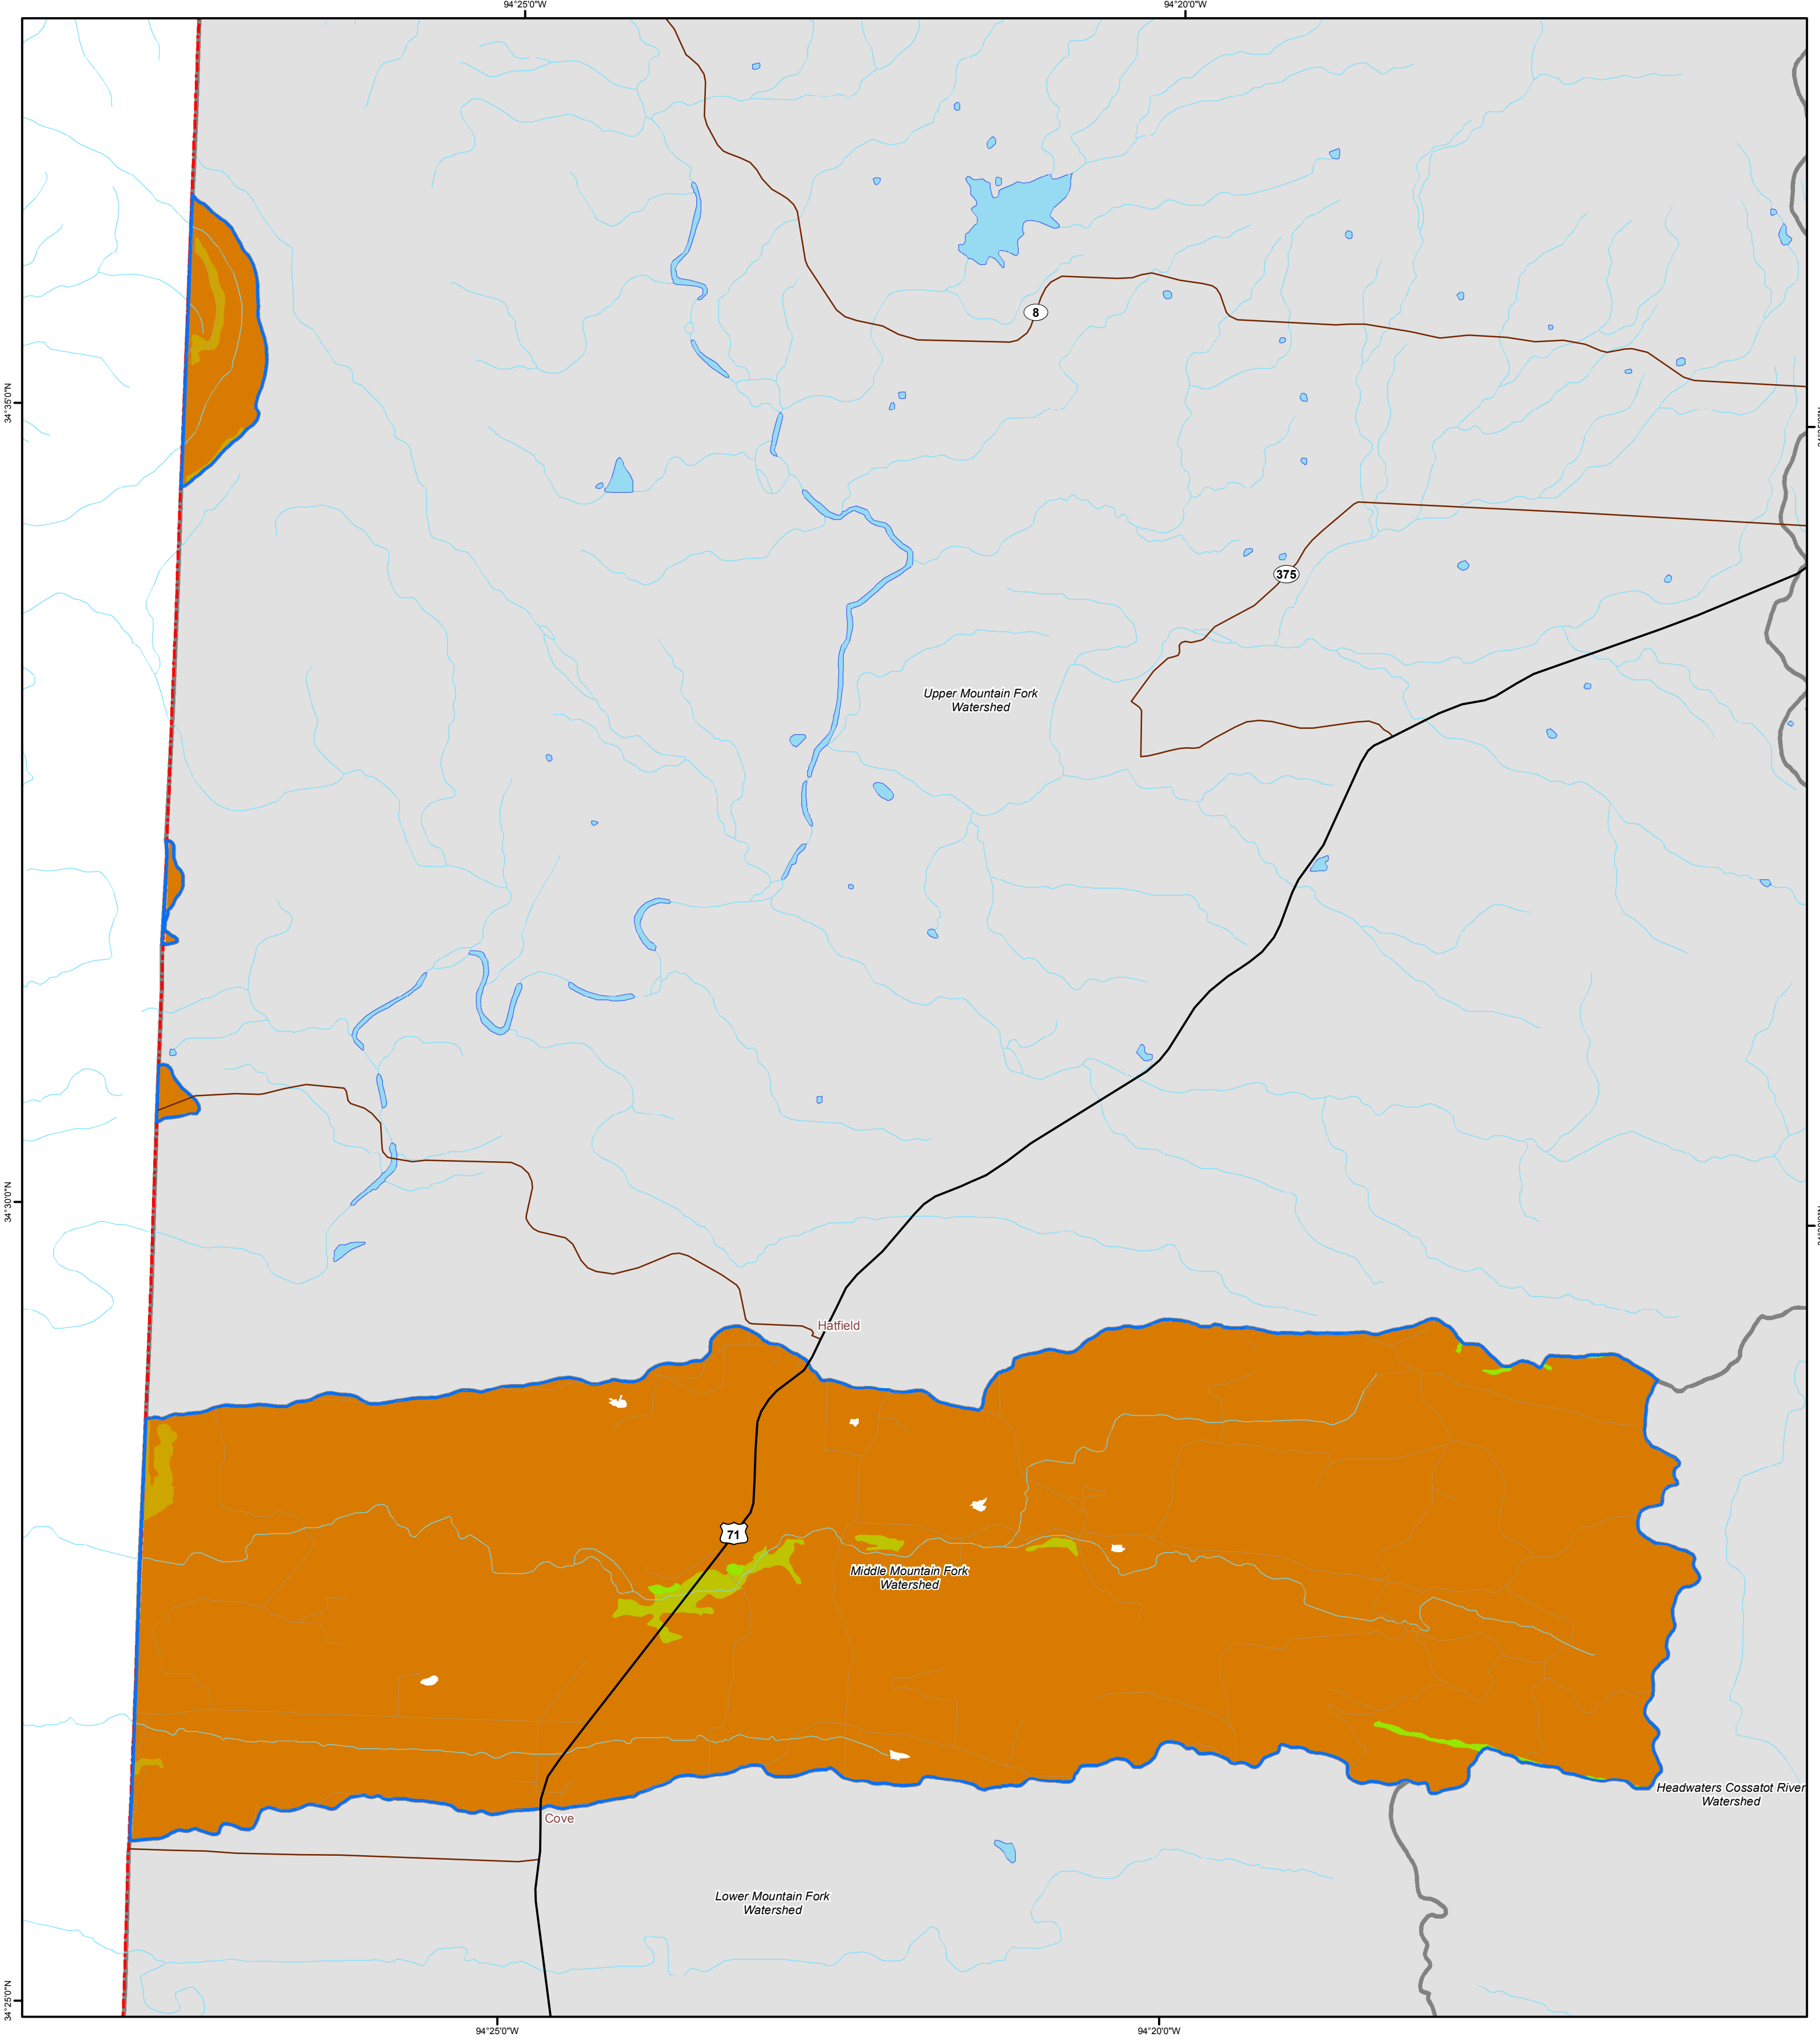 94°25'0"W
94°20'0"W
34°35'0"N
8
375
Upper Mountain Fork
Watershed
34°30'0"N
Hatfield
71
Middle Mountain Fork
Watershed
Headwaters Cossatot River
Watershed
Cove
Lower Mountain Fork
Watershed
34°25'0"N
94°25'0"W
94°20'0"W